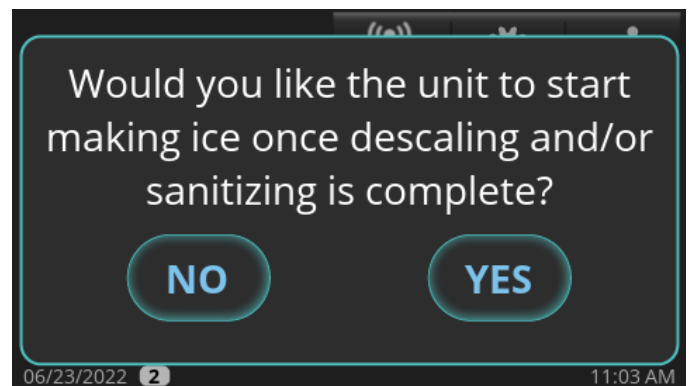 Would you like the unit to start
making ice once descaling and/or
sanitizing is complete?
NO YES
06/23/2022 2 11:03 AM